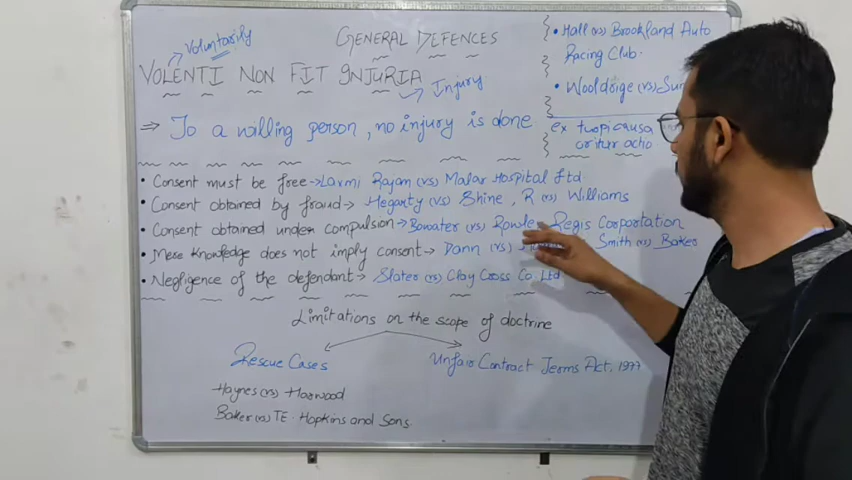 Voluntarily
GENERAL DEFENCES
VOLENTI NON FIT INJURIA
Injury
⇒ To a willing person, no injury is done
• Hall (vs) Brookland Auto
Racing Club.
• Wooldrige (vs) Sum
ex turpi causa
oritur actio
• Consent must be free → Laxmi Rajam (vs) Malar Hospital Ltd
• Consent obtained by fraud → Hegarty (vs) Shine, R (vs) Williams
• Consent obtained under compulsion → Bowater (vs) Rowley Regis Corportation
• Mere knowledge does not imply consent → Dann (vs) Smith (vs) Baker
• Negligence of the defendant → Slater (vs) Clay Cross Co. Ltd
Limitations on the scope of doctrine
Rescue Cases
Unfair Contract Terms Act, 1977
Haynes (vs) Harwood
Baker (vs) T.E. Hopkins and Sons.